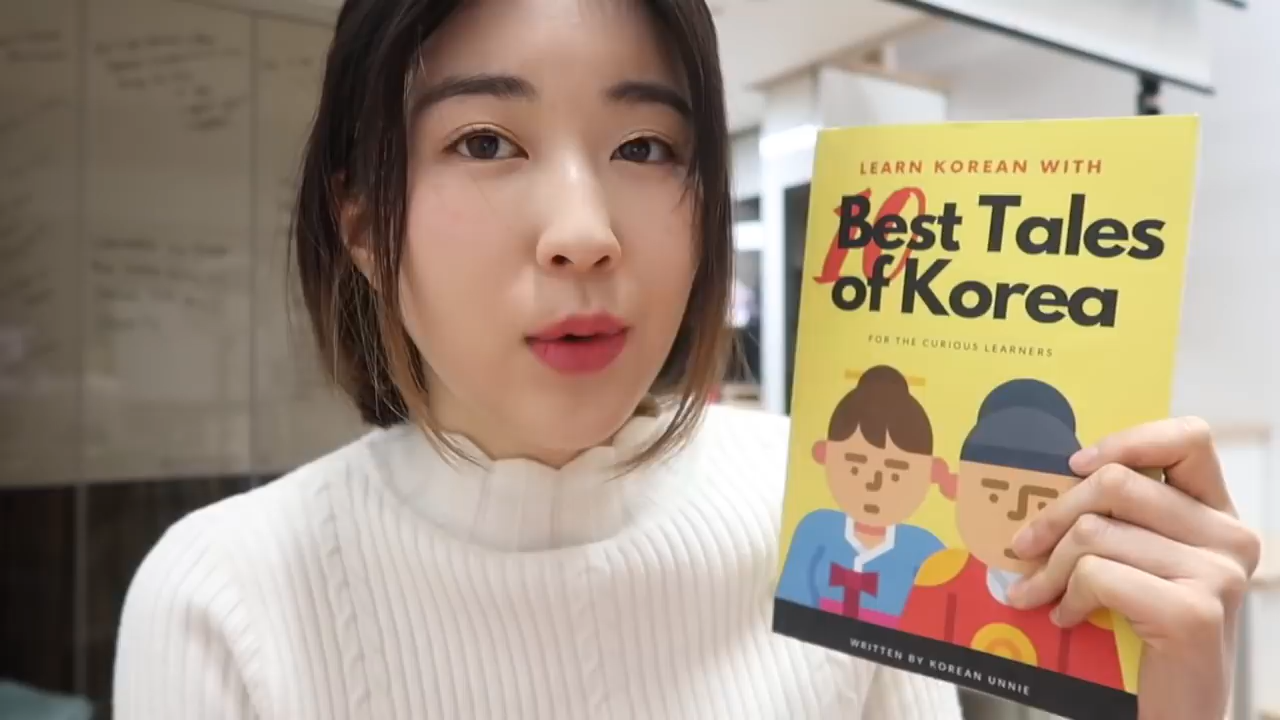 LEARN KOREAN WITH
10
Best Tales
of Korea
FOR THE CURIOUS LEARNERS
WRITTEN BY KOREAN UNNIE